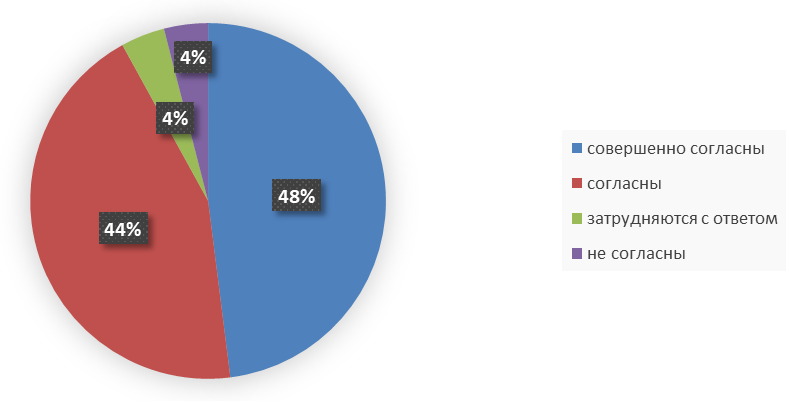 4%
4%
48%
44%
совершенно согласны
согласны
затрудняются с ответом
не согласны